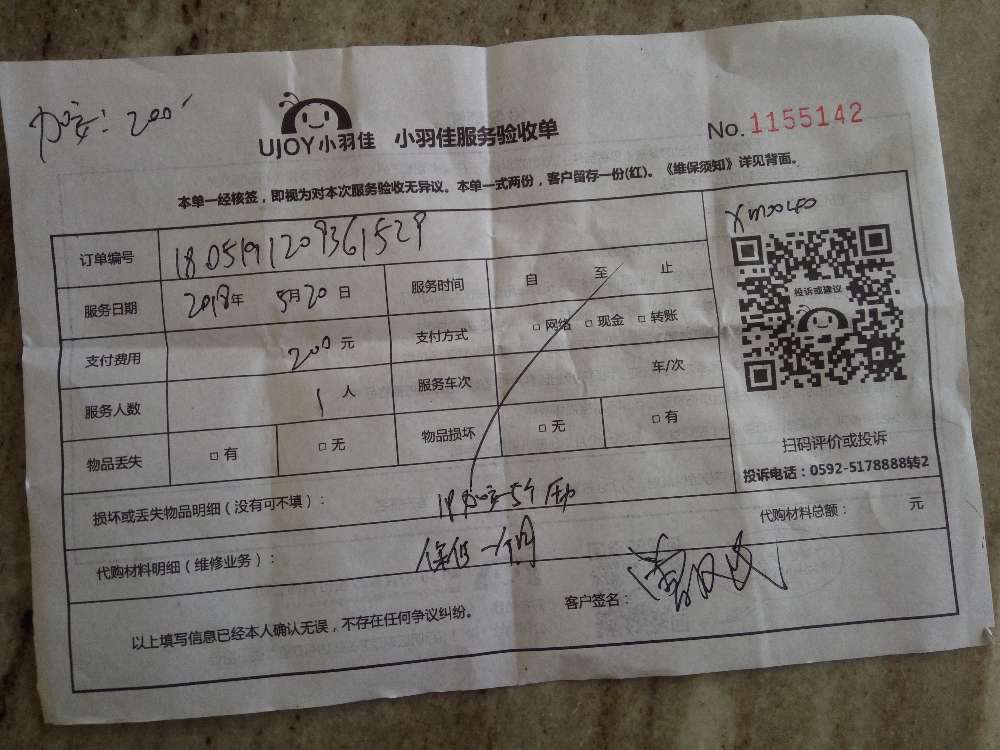 加安：200
UJOY小羽佳 小羽佳服务验收单 No. 1155142
本单一经核签，即视为对本次服务验收无异议。本单一式两份，客户留存一份(红)。《维保须知》详见背面。
订单编号 1805191209361529
xm0040
服务日期 2018年 5月20日 服务时间 自 至 止
投诉或建议
支付费用 200元 支付方式 □ 网络 □ 现金 □ 转账
服务人数 1 人 服务车次 车/次
物品丢失 □ 有 □ 无 物品损坏 □ 无 □ 有
扫码评价或投诉
投诉电话：0592-5178888转2
损坏或丢失物品明细（没有可不填）：
代购材料明细（维修业务）： 代购材料总额： 元
以上填写信息已经本人确认无误，不存在任何争议纠纷。 客户签名：